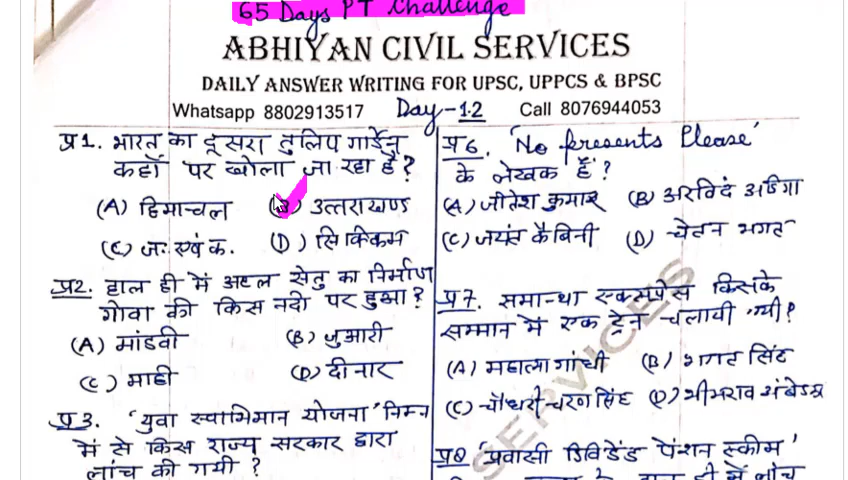 65 Days PT Challenge
ABHIYAN CIVIL SERVICES
DAILY ANSWER WRITING FOR UPSC, UPPCS & BPSC
Whatsapp 8802913517 Day-12 Call 8076944053
प्र1. भारत का दूसरा तुलिप गार्डेन
कहाँ पर खोला जा रहा है?
(A) हिमाचल (B) उत्तराखण्ड
(C) ज. एवं क. (D) सिक्किम
प्र2. हाल ही में अटल सेतु का निर्माण
गोवा की किस नदी पर हुआ?
(A) मांडवी (B) जुआरी
(C) माही (D) दीनार
प्र3. 'युवा स्वाभिमान योजना' निम्न
में से किस राज्य सरकार द्वारा
लांच की गयी?
प्र6. 'No presents Please'
के लेखक हैं?
(A) जीतेश कुमार (B) अरविंद अडिगा
(C) जयंत कैबिनी (D) चेतन भगत
प्र7. समान्था एक्सप्रेस किसके
सम्मान में एक ट्रेन चलायी गयी?
(A) महात्मा गांधी (B) भगत सिंह
(C) चौधरी चरण सिंह (D) भीमराव अंबेडकर
प्र8 'प्रवासी डिविडेंड पेंशन स्कीम'
हाल ही में लांच
SERVICES